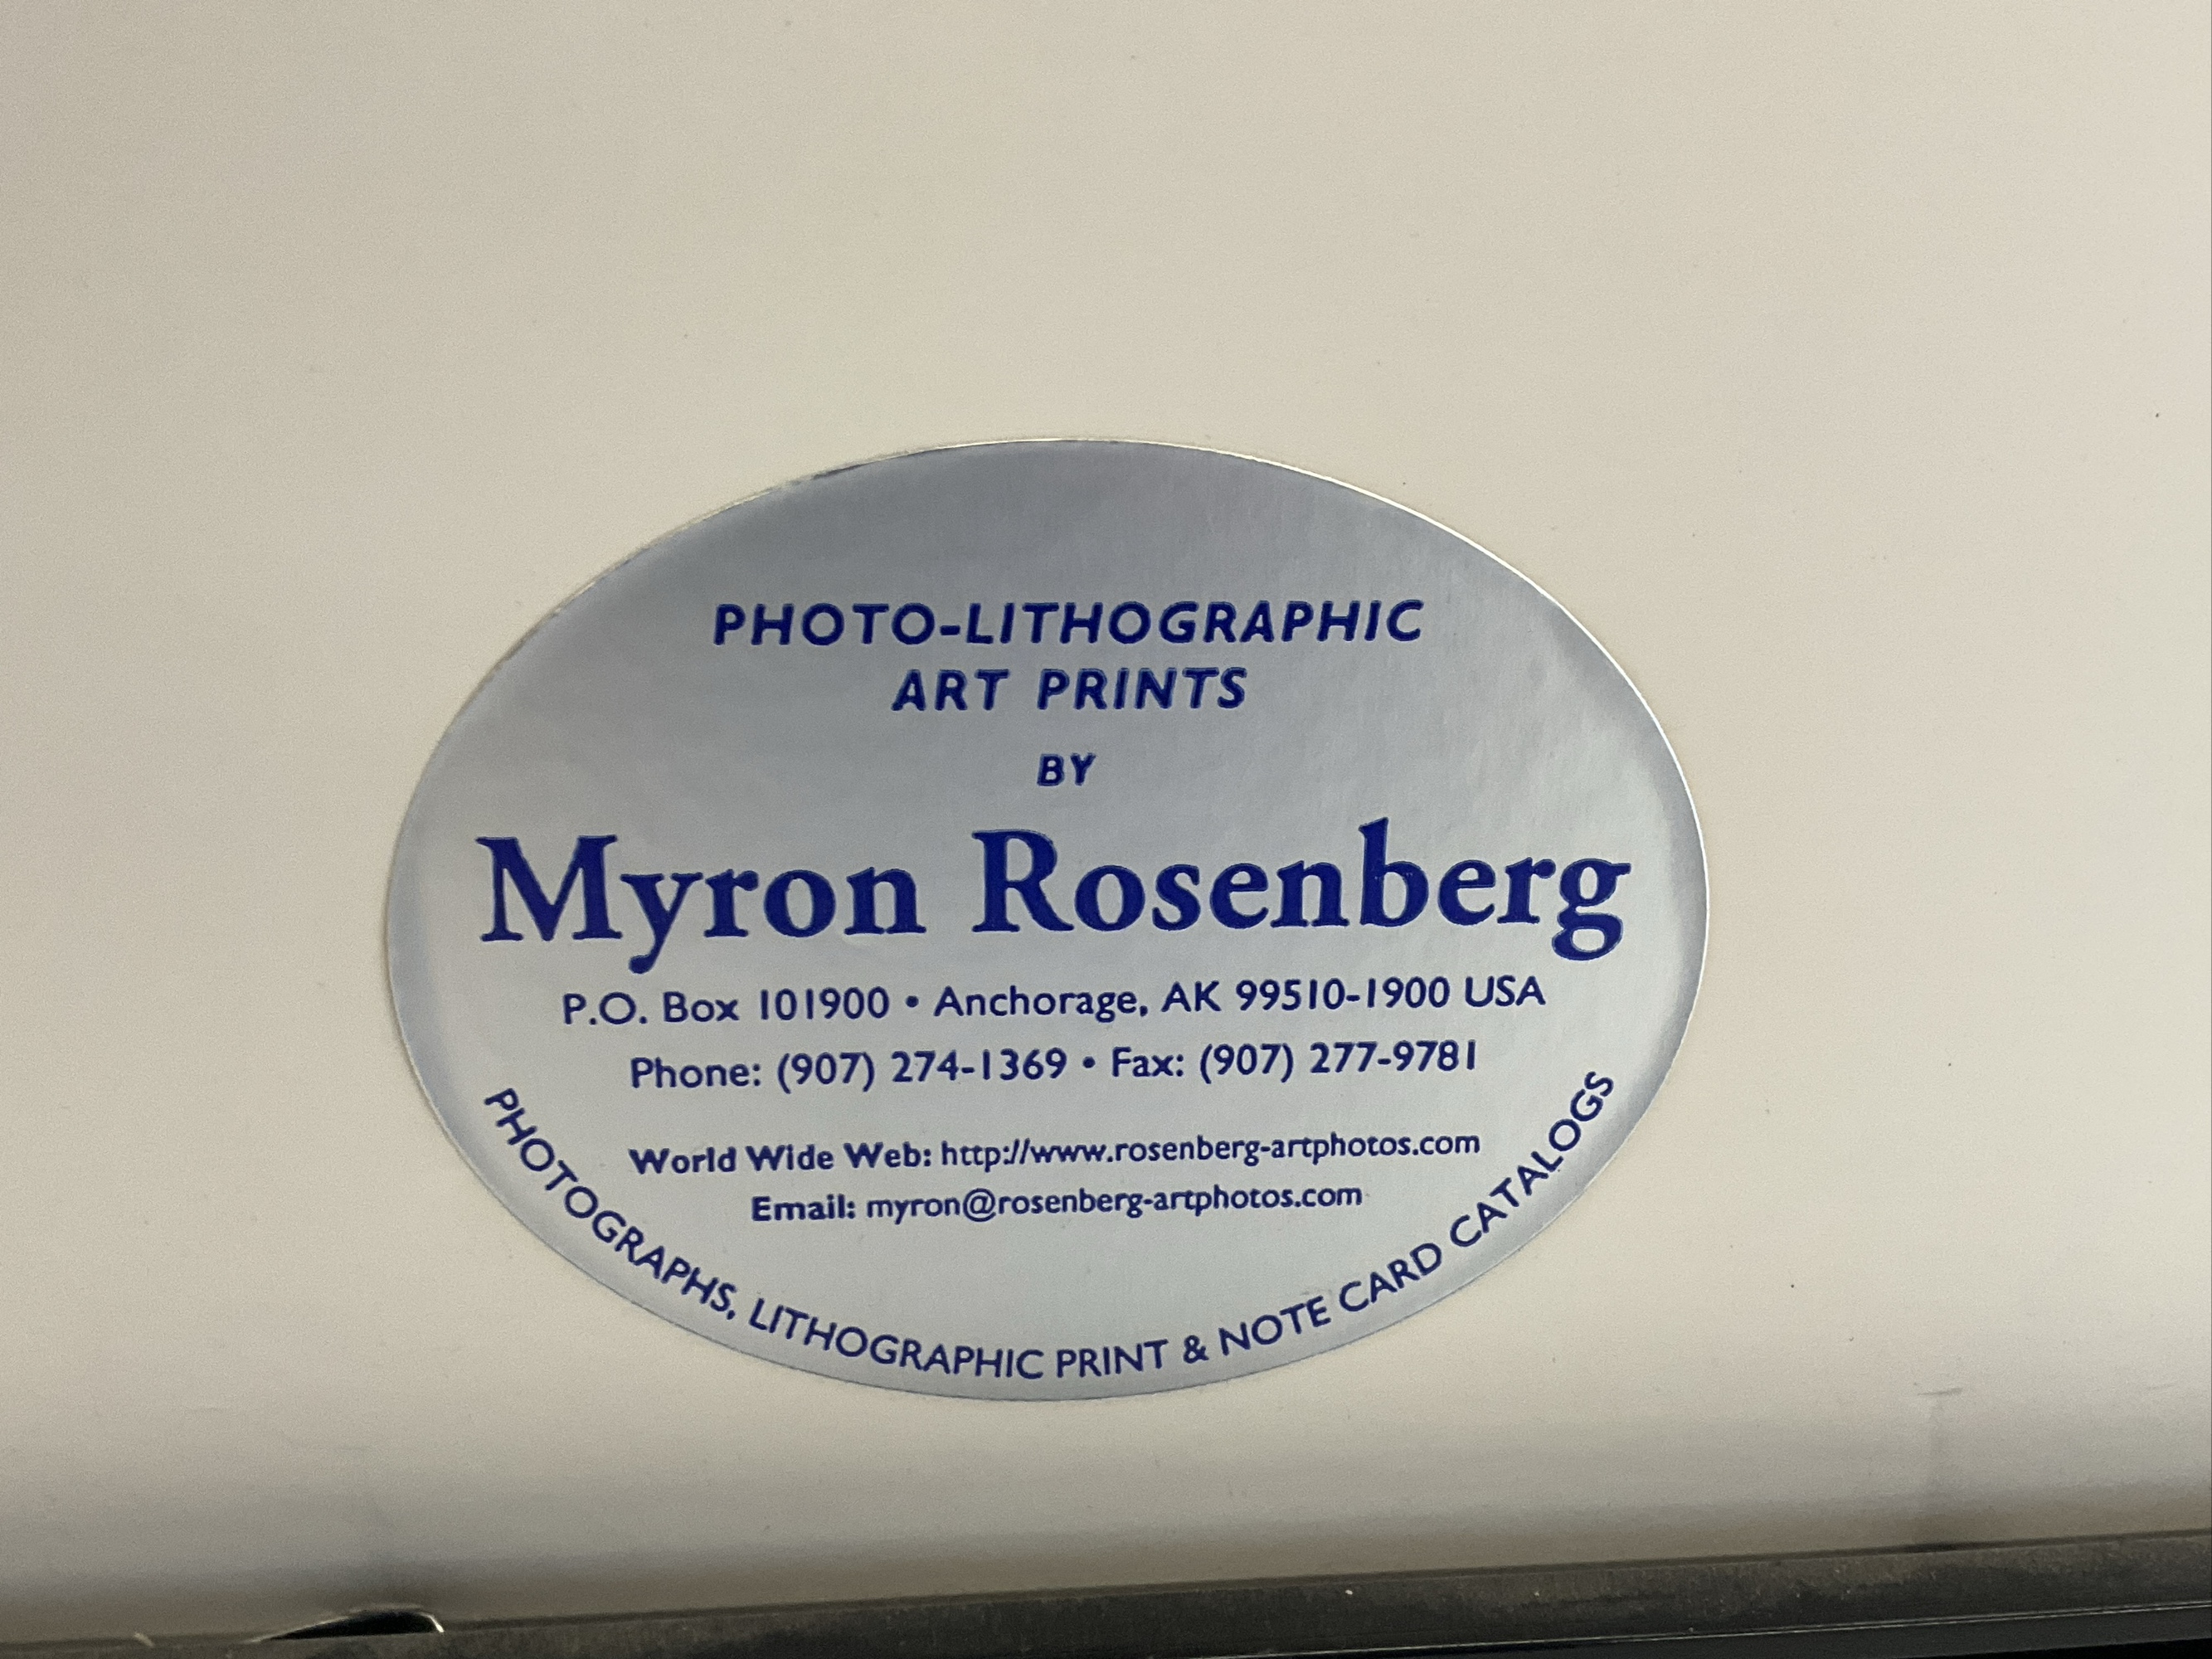 PHOTO-LITHOGRAPHIC
ART PRINTS
BY
Myron Rosenberg
P.O. Box 101900 • Anchorage, AK 99510-1900 USA
Phone: (907) 274-1369 • Fax: (907) 277-9781
World Wide Web: http://www.rosenberg-artphotos.com
Email: myron@rosenberg-artphotos.com
PHOTOGRAPHS, LITHOGRAPHIC PRINT & NOTE CARD CATALOGS